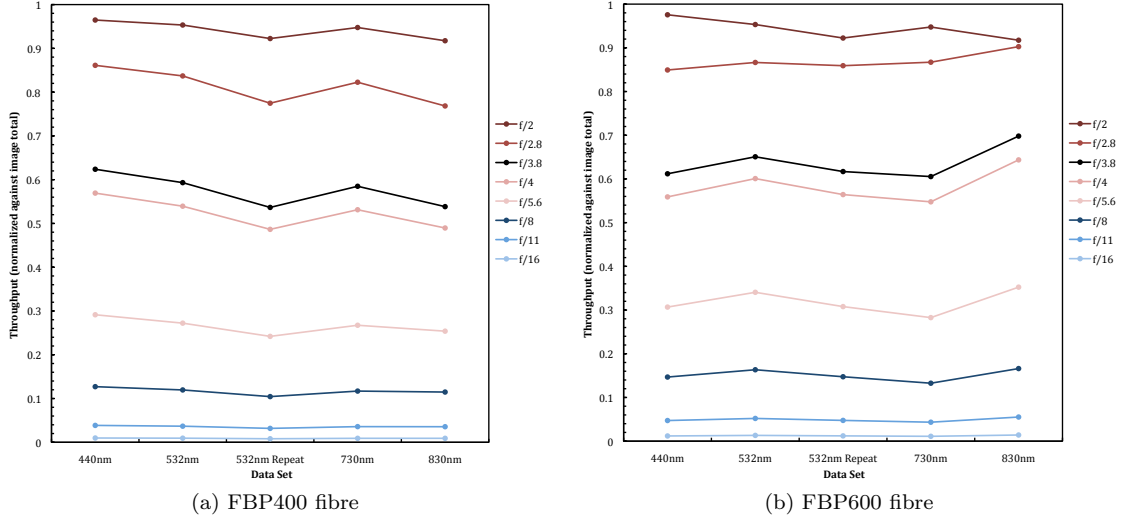 Throughput (normalized against image total)
1
0.9
0.8
0.7
0.6
0.5
0.4
0.3
0.2
0.1
0
440nm 532nm 532nm Repeat 730nm 830nm
Data Set
f/2
f/2.8
f/3.8
f/4
f/5.6
f/8
f/11
f/16
(a) FBP400 fibre
Throughput (normalized against image total)
1
0.9
0.8
0.7
0.6
0.5
0.4
0.3
0.2
0.1
0
440nm 532nm 532nm Repeat 730nm 830nm
Data Set
f/2
f/2.8
f/3.8
f/4
f/5.6
f/8
f/11
f/16
(b) FBP600 fibre